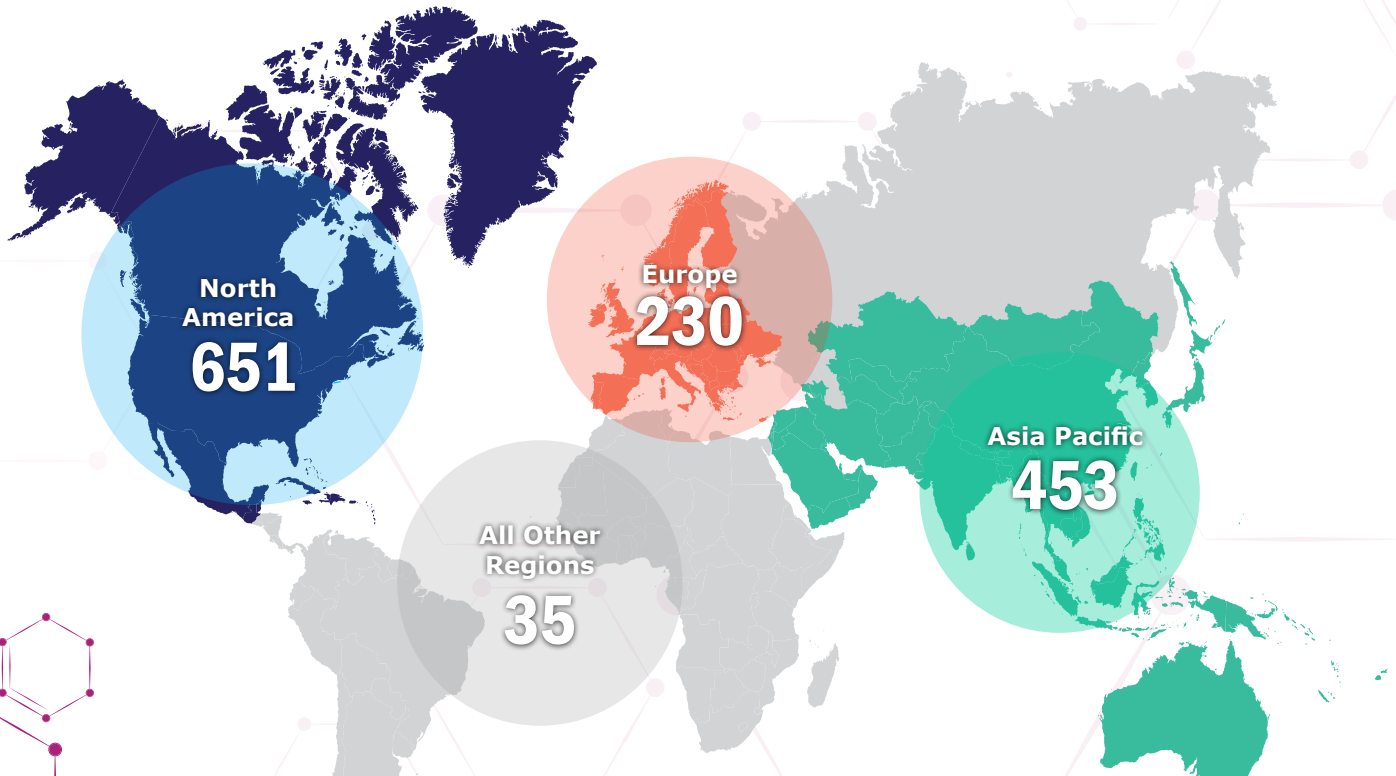 North
America
651
Europe
230
Asia Pacific
453
All Other
Regions
35